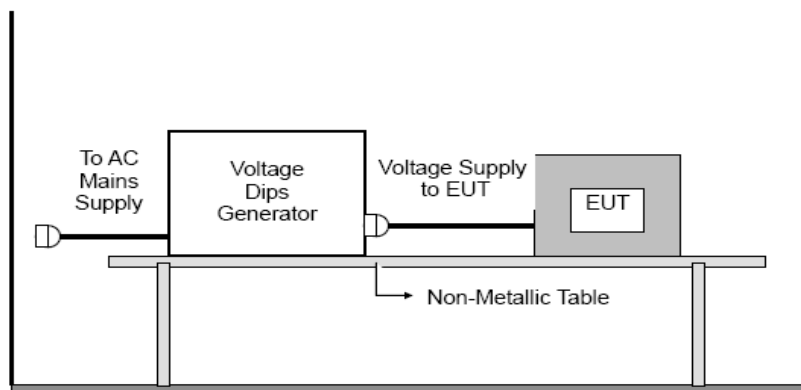 To AC
Mains
Supply
Voltage
Dips
Generator
Voltage Supply
to EUT
EUT
Non-Metallic Table